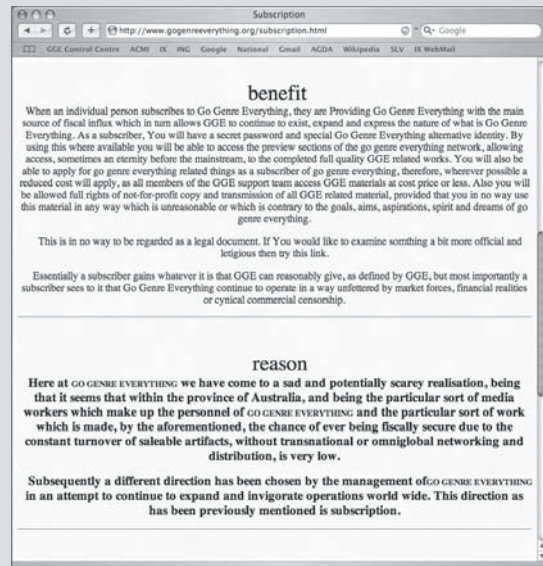 Subscription
http://www.gogenreeverything.org/subscription.html
Google
GGE Control Centre ACMI IX ING Google National Gmail AGDA Wikipedia SLV IX WebMail
benefit
When an individual person subscribes to Go Genre Everything, they are Providing Go Genre Everything with the main
source of fiscal influx which in turn allows GGE to continue to exist, expand and express the nature of what is Go Genre
Everything. As a subscriber, You will have a secret password and special Go Genre Everything alternative identity. By
using this where available you will be able to access the preview sections of the go genre everything network, allowing
access, sometimes an eternity before the mainstream, to the completed full quality GGE related works. You will also be
able to apply for go genre everything related things as a subscriber of go genre everything, therefore, wherever possible a
reduced cost will apply, as all members of the GGE support team access GGE materials at cost price or less. Also you will
be allowed full rights of not-for-profit copy and transmission of all GGE related material, provided that you in no way use
this material in any way which is unreasonable or which is contrary to the goals, aims, aspirations, spirit and dreams of go
genre everything.
This is in no way to be regarded as a legal document. If You would like to examine somthing a bit more official and
letigious then try this link.
Essentially a subscriber gains whatever it is that GGE can reasonably give, as defined by GGE, but most importantly a
subscriber sees to it that Go Genre Everything continue to operate in a way unfettered by market forces, financial realities
or cynical commercial censorship.
reason
Here at GO GENRE EVERYTHING we have come to a sad and potentially scarey realisation, being
that it seems that within the province of Australia, and being the particular sort of media
workers which make up the personnel of GO GENRE EVERYTHING and the particular sort of work
which is made, by the aforementioned, the chance of ever being fiscally secure due to the
constant turnover of saleable artifacts, without transnational or omniglobal networking and
distribution, is very low.
Subsequently a different direction has been chosen by the management ofGO GENRE EVERYTHING
in an attempt to continue to expand and invigorate operations world wide. This direction as
has been previously mentioned is subscription.